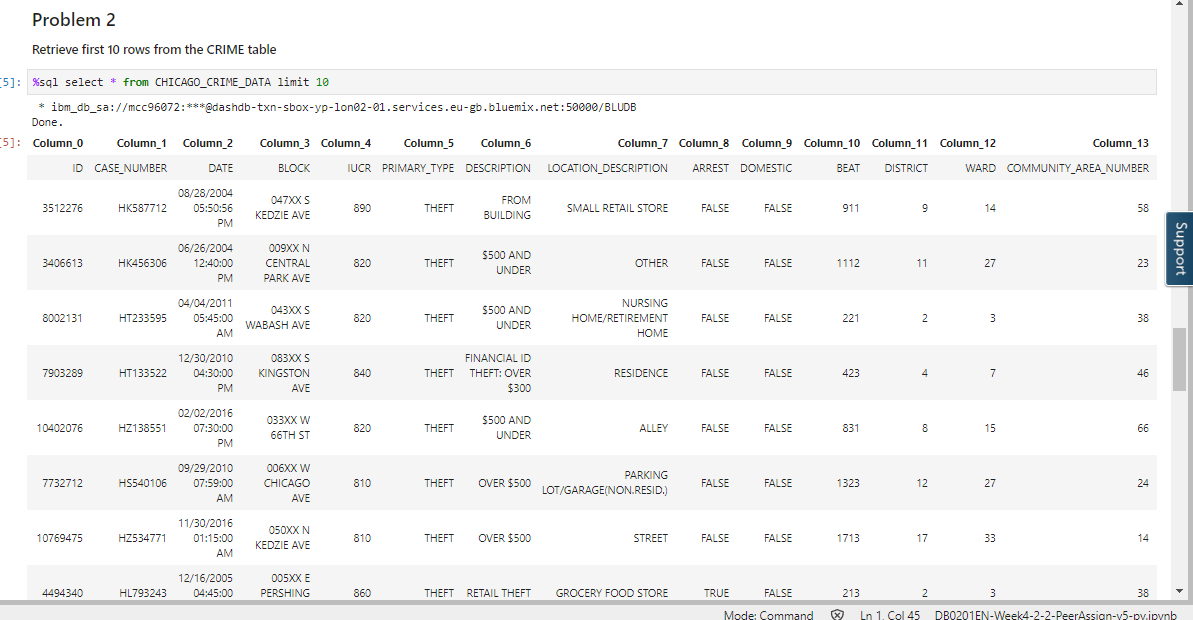 Problem 2
Retrieve first 10 rows from the CRIME table
[5]: %sql select * from CHICAGO_CRIME_DATA limit 10
* ibm_db_sa://mcc96072:***@dashdb-txn-sbox-yp-lon02-01.services.eu-gb.bluemix.net:50000/BLUDB
Done.
[5]: Column_0 Column_1 Column_2 Column_3 Column_4 Column_5 Column_6 Column_7 Column_8 Column_9 Column_10 Column_11 Column_12 Column_13
ID CASE_NUMBER DATE BLOCK IUCR PRIMARY_TYPE DESCRIPTION LOCATION_DESCRIPTION ARREST DOMESTIC BEAT DISTRICT WARD COMMUNITY_AREA_NUMBER
08/28/2004
047XX S FROM
3512276 HK587712 05:50:56 890 THEFT SMALL RETAIL STORE FALSE FALSE 911 9 14 58
KEDZIE AVE BUILDING
PM
06/26/2004 009XX N
$500 AND
3406613 HK456306 12:40:00 CENTRAL 820 THEFT OTHER FALSE FALSE 1112 11 27 23
UNDER
PM PARK AVE
04/04/2011 NURSING
043XX S $500 AND
8002131 HT233595 05:45:00 820 THEFT HOME/RETIREMENT FALSE FALSE 221 2 3 38
WABASH AVE UNDER
AM HOME
12/30/2010 083XX S FINANCIAL ID
7903289 HT133522 04:30:00 KINGSTON 840 THEFT THEFT: OVER RESIDENCE FALSE FALSE 423 4 7 46
PM AVE $300
02/02/2016
033XX W $500 AND
10402076 HZ138551 07:30:00 820 THEFT ALLEY FALSE FALSE 831 8 15 66
66TH ST UNDER
PM
09/29/2010 006XX W
PARKING
7732712 HS540106 07:59:00 CHICAGO 810 THEFT OVER $500 FALSE FALSE 1323 12 27 24
LOT/GARAGE(NON.RESID.)
AM AVE
11/30/2016
050XX N
10769475 HZ534771 01:15:00 810 THEFT OVER $500 STREET FALSE FALSE 1713 17 33 14
KEDZIE AVE
AM
12/16/2005 005XX E
4494340 HL793243 04:45:00 PERSHING 860 THEFT RETAIL THEFT GROCERY FOOD STORE TRUE FALSE 213 2 3 38
Support
Mode: Command Ln 1, Col 45 DB0201EN-Week4-2-2-PeerAssign-v5-py.ipynb